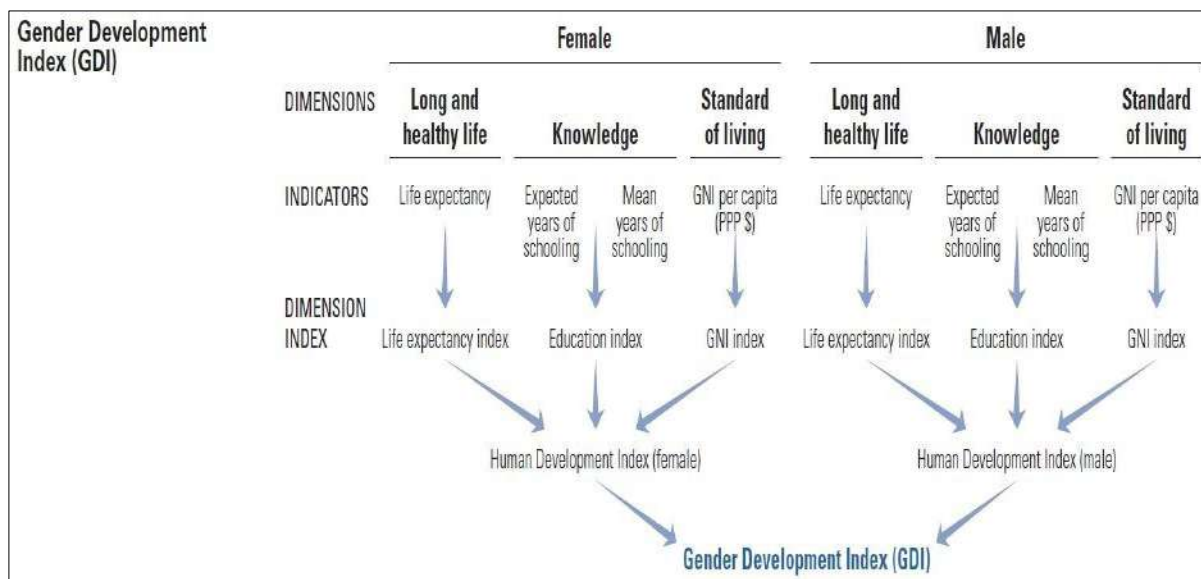 Gender Development
Index (GDI)
Female
Male
DIMENSIONS
Long and
healthy life
Knowledge
Standard
of living
Long and
healthy life
Knowledge
Standard
of living
INDICATORS
Life expectancy
Expected
years of
schooling
Mean
years of
schooling
GNI per capita
(PPP $)
Life expectancy
Expected
years of
schooling
Mean
years of
schooling
GNI per capita
(PPP $)
DIMENSION
INDEX
Life expectancy index
Education index
GNI index
Life expectancy index
Education index
GNI index
Human Development Index (female)
Human Development Index (male)
Gender Development Index (GDI)